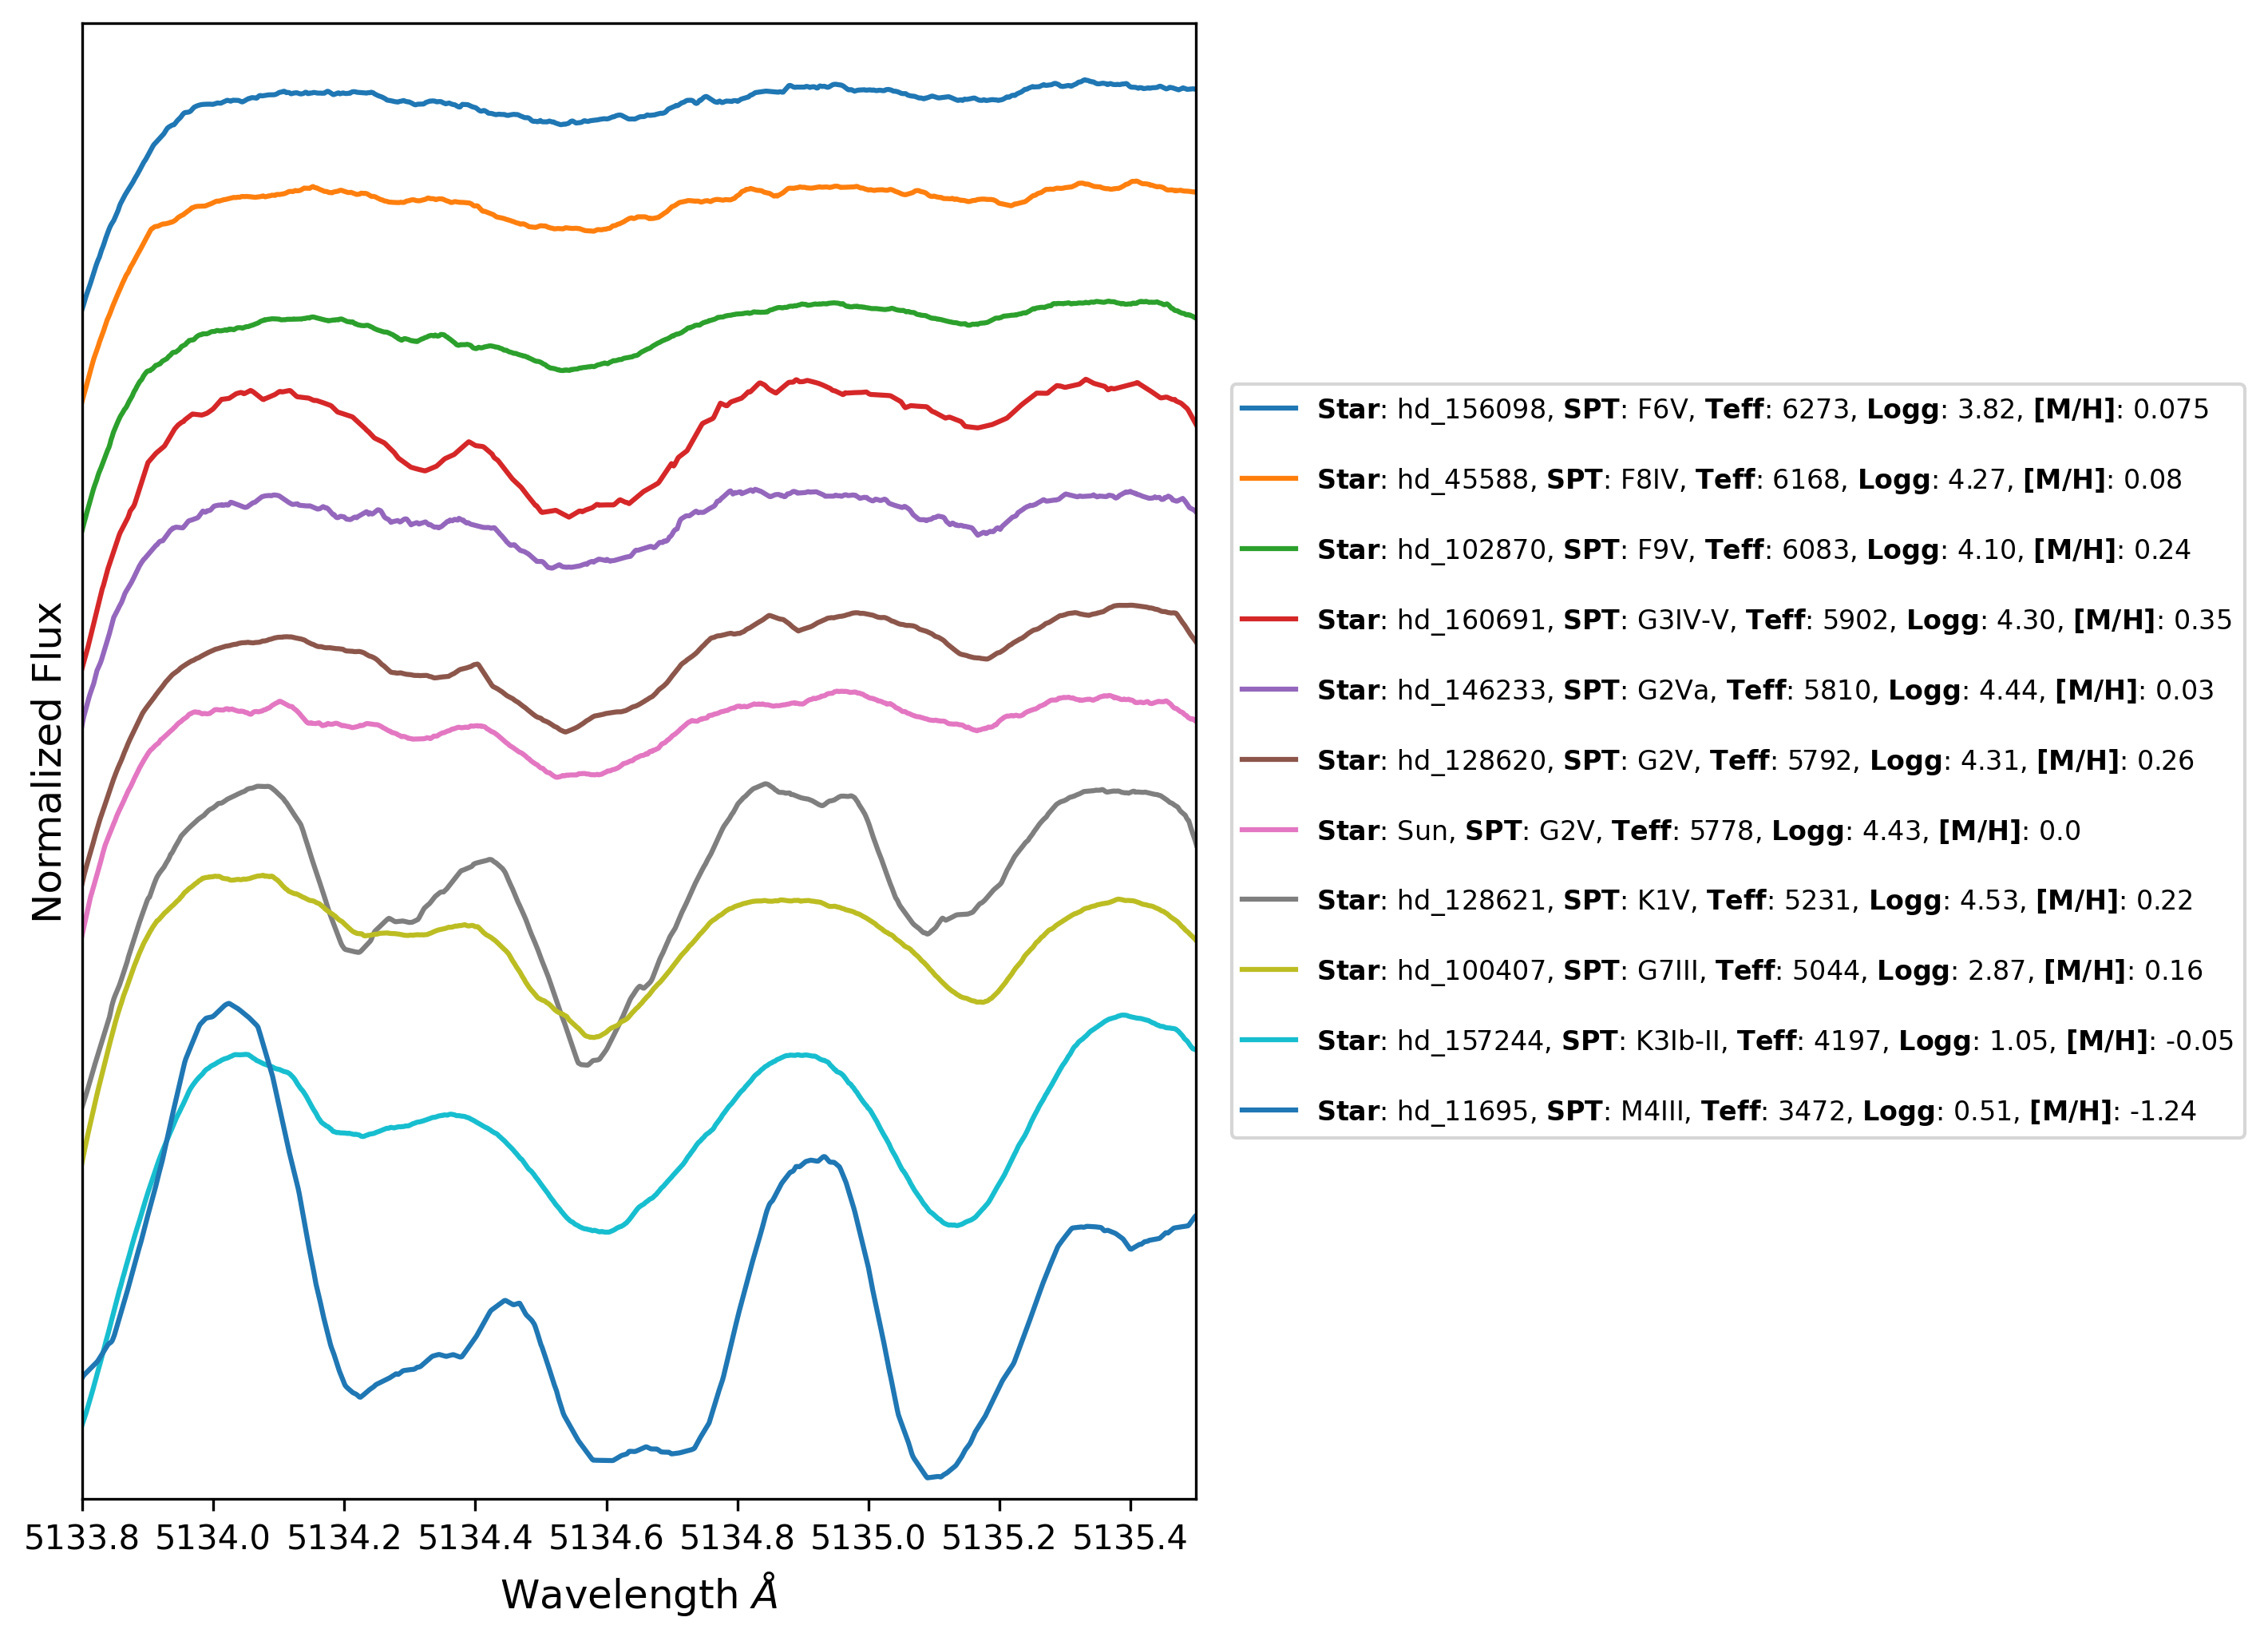 Normalized Flux
5133.8 5134.0 5134.2 5134.4 5134.6 5134.8 5135.0 5135.2 5135.4
Wavelength Å
Star: hd_156098, SPT: F6V, Teff: 6273, Logg: 3.82, [M/H]: 0.075
Star: hd_45588, SPT: F8IV, Teff: 6168, Logg: 4.27, [M/H]: 0.08
Star: hd_102870, SPT: F9V, Teff: 6083, Logg: 4.10, [M/H]: 0.24
Star: hd_160691, SPT: G3IV-V, Teff: 5902, Logg: 4.30, [M/H]: 0.35
Star: hd_146233, SPT: G2Va, Teff: 5810, Logg: 4.44, [M/H]: 0.03
Star: hd_128620, SPT: G2V, Teff: 5792, Logg: 4.31, [M/H]: 0.26
Star: Sun, SPT: G2V, Teff: 5778, Logg: 4.43, [M/H]: 0.0
Star: hd_128621, SPT: K1V, Teff: 5231, Logg: 4.53, [M/H]: 0.22
Star: hd_100407, SPT: G7III, Teff: 5044, Logg: 2.87, [M/H]: 0.16
Star: hd_157244, SPT: K3Ib-II, Teff: 4197, Logg: 1.05, [M/H]: -0.05
Star: hd_11695, SPT: M4III, Teff: 3472, Logg: 0.51, [M/H]: -1.24